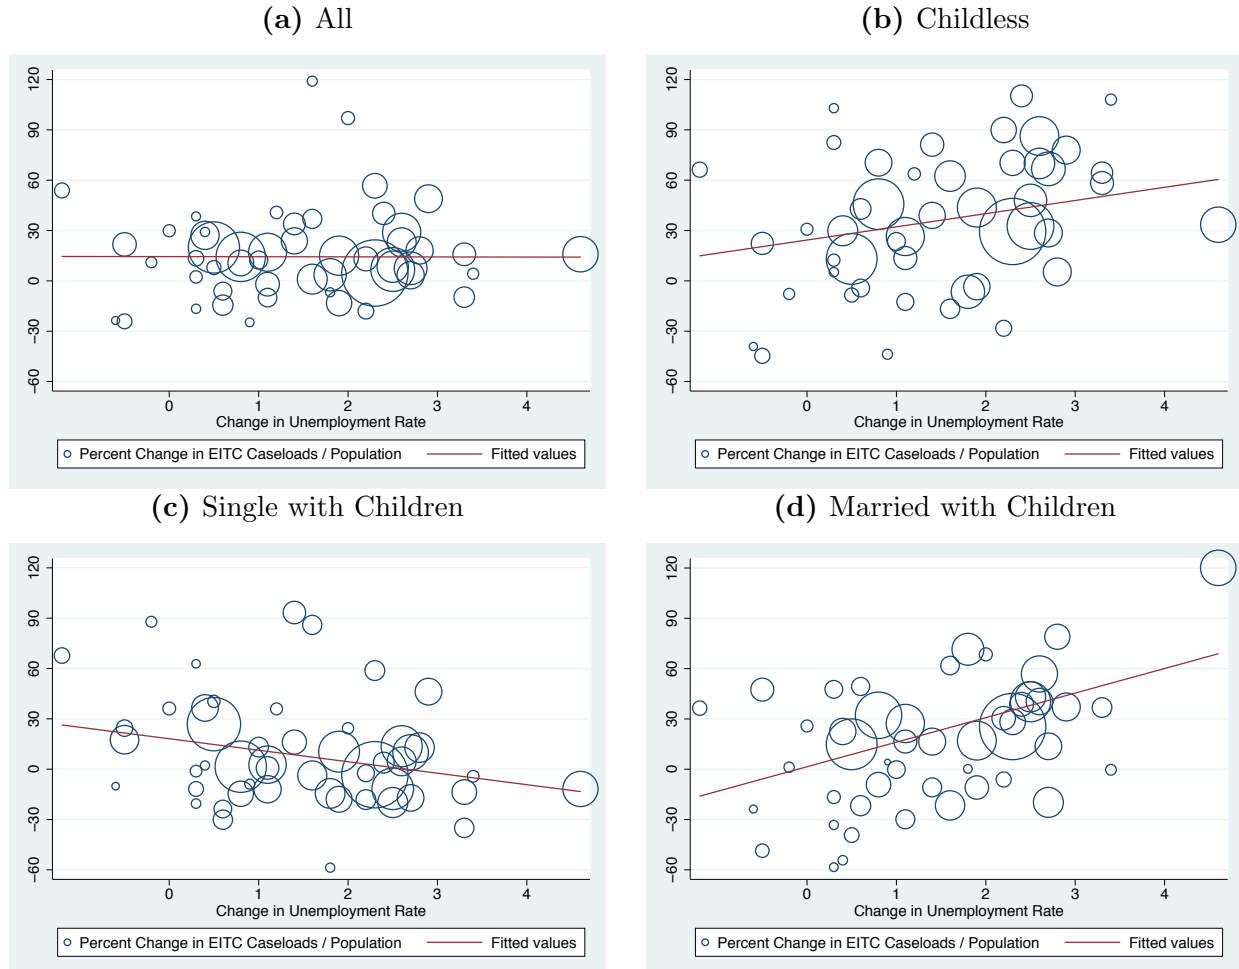 (a) All
(b) Childless
120
90
60
30
0
−30
−60
0 1 2 3 4
Change in Unemployment Rate
Percent Change in EITC Caseloads / Population Fitted values
120
90
60
30
0
−30
−60
0 1 2 3 4
Change in Unemployment Rate
Percent Change in EITC Caseloads / Population Fitted values
(c) Single with Children
(d) Married with Children
120
90
60
30
0
−30
−60
0 1 2 3 4
Change in Unemployment Rate
Percent Change in EITC Caseloads / Population Fitted values
120
90
60
30
0
−30
−60
0 1 2 3 4
Change in Unemployment Rate
Percent Change in EITC Caseloads / Population Fitted values